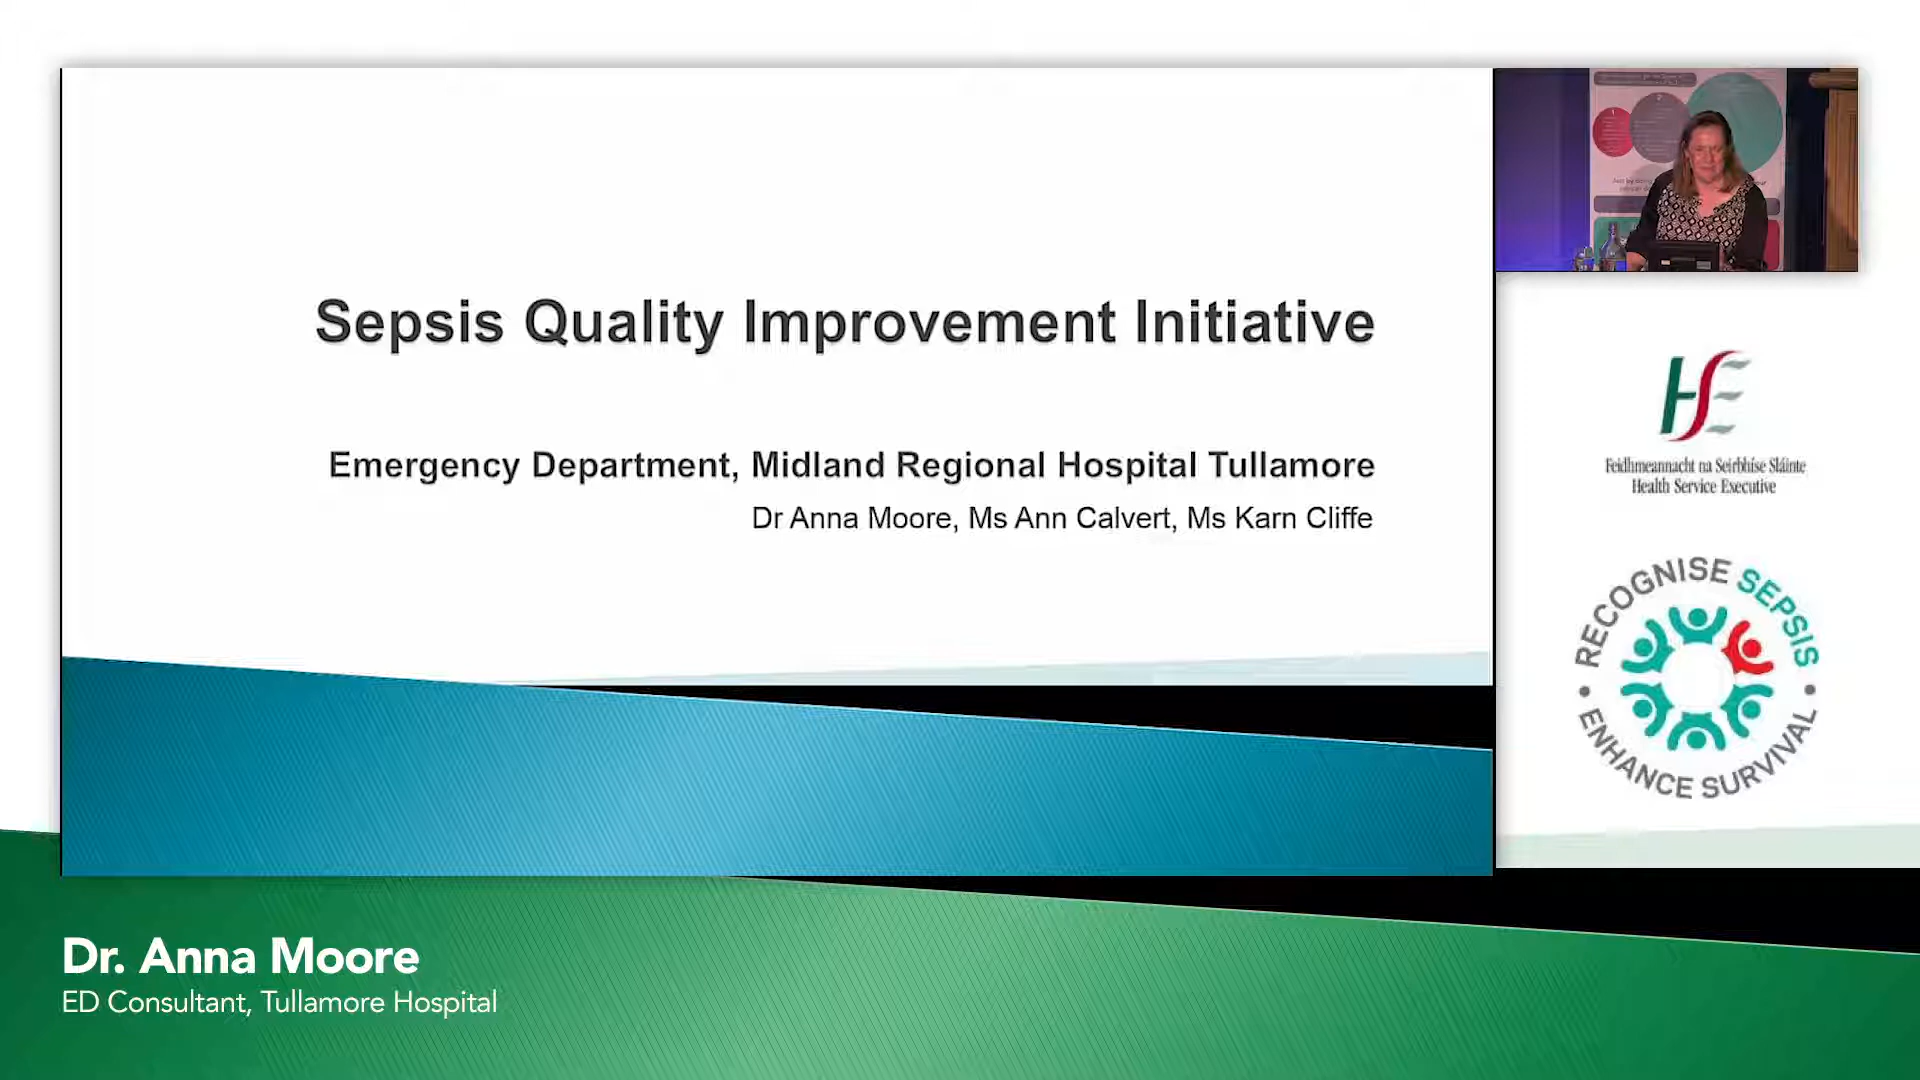 Sepsis Quality Improvement Initiative
Emergency Department, Midland Regional Hospital Tullamore
Dr Anna Moore, Ms Ann Calvert, Ms Karn Cliffe
HSE
Feidhmeannacht na Seirbhíse Sláinte
Health Service Executive
RECOGNISE SEPSIS
• ENHANCE SURVIVAL •
Dr. Anna Moore
ED Consultant, Tullamore Hospital